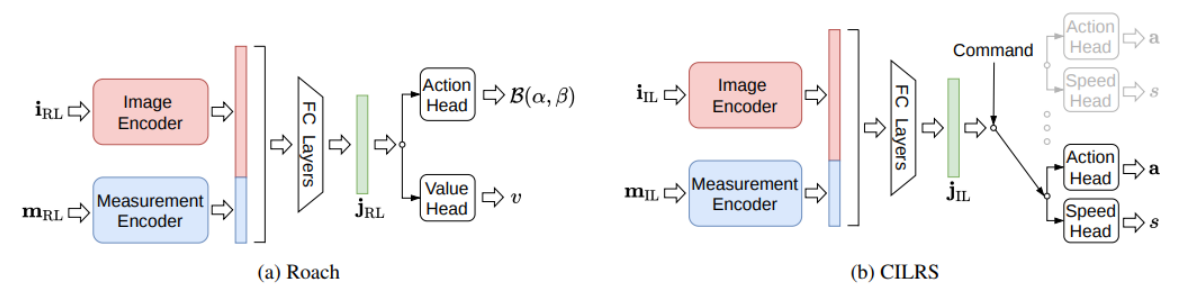 i_RL
Image
Encoder
m_RL
Measurement
Encoder
FC Layers
j_RL
Action
Head
B(α, β)
Value
Head
v
(a) Roach
i_IL
Image
Encoder
m_IL
Measurement
Encoder
FC Layers
j_IL
Command
Action
Head
a
Speed
Head
s
Action
Head
a
Speed
Head
s
(b) CILRS